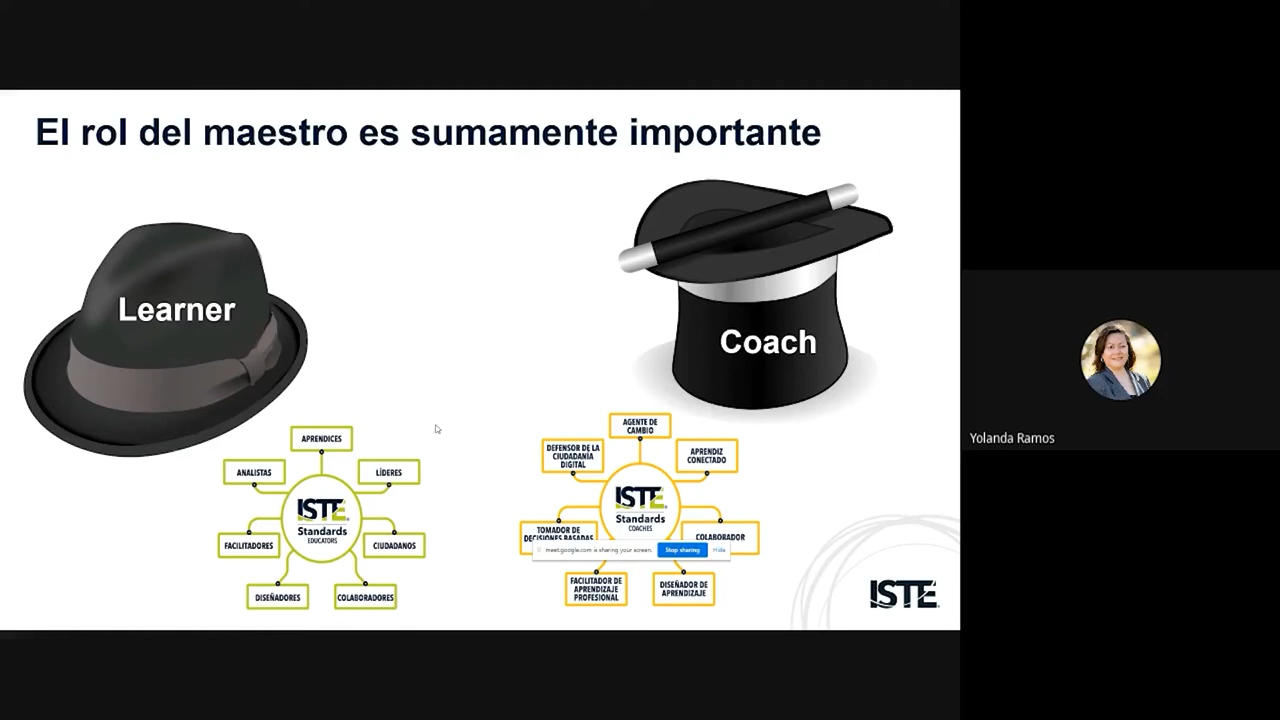 El rol del maestro es sumamente importante
Learner
Coach
APRENDICES
ANALISTAS
LÍDERES
ISTE
Standards
EDUCATORS
FACILITADORES
CIUDADANOS
DISEÑADORES
COLABORADORES
AGENTE DE
CAMBIO
DEFENSOR DE LA
CIUDADANÍA
DIGITAL
APRENDIZ
CONECTADO
ISTE
Standards
COACHES
TOMADOR DE
DECISIONES BASADAS
COLABORADOR
meet.google.com is sharing your screen.
Stop sharing
Hide
FACILITADOR DE
APRENDIZAJE
PROFESIONAL
DISEÑADOR DE
APRENDIZAJE
ISTE
Yolanda Ramos